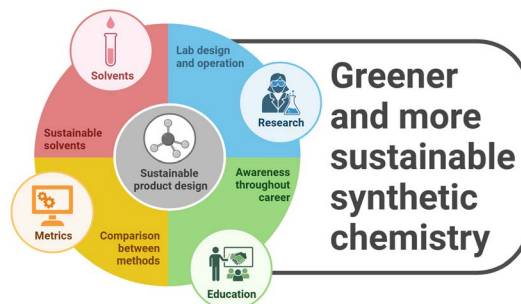 Solvents
Lab design
and operation
Research
Sustainable
solvents
Sustainable
product design
Awareness
throughout
career
Metrics
Comparison
between
methods
Education
Greener
and more
sustainable
synthetic
chemistry